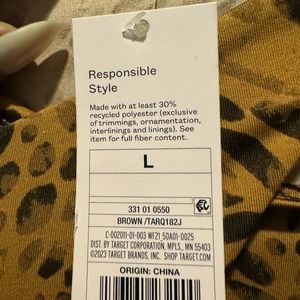 Responsible
Style
Made with at least 30%
recycled polyester (exclusive
of trimmings, ornamentation,
interlinings and linings). See
item for full fiber content.
L
331 01 0550
BROWN /TARQ182J
C-002011-01-003 WF21 50A01-0025
DIST. BY TARGET CORPORATION, MPLS., MN 55403
©2023 TARGET BRANDS, INC. SHOP TARGET.COM
ORIGIN: CHINA